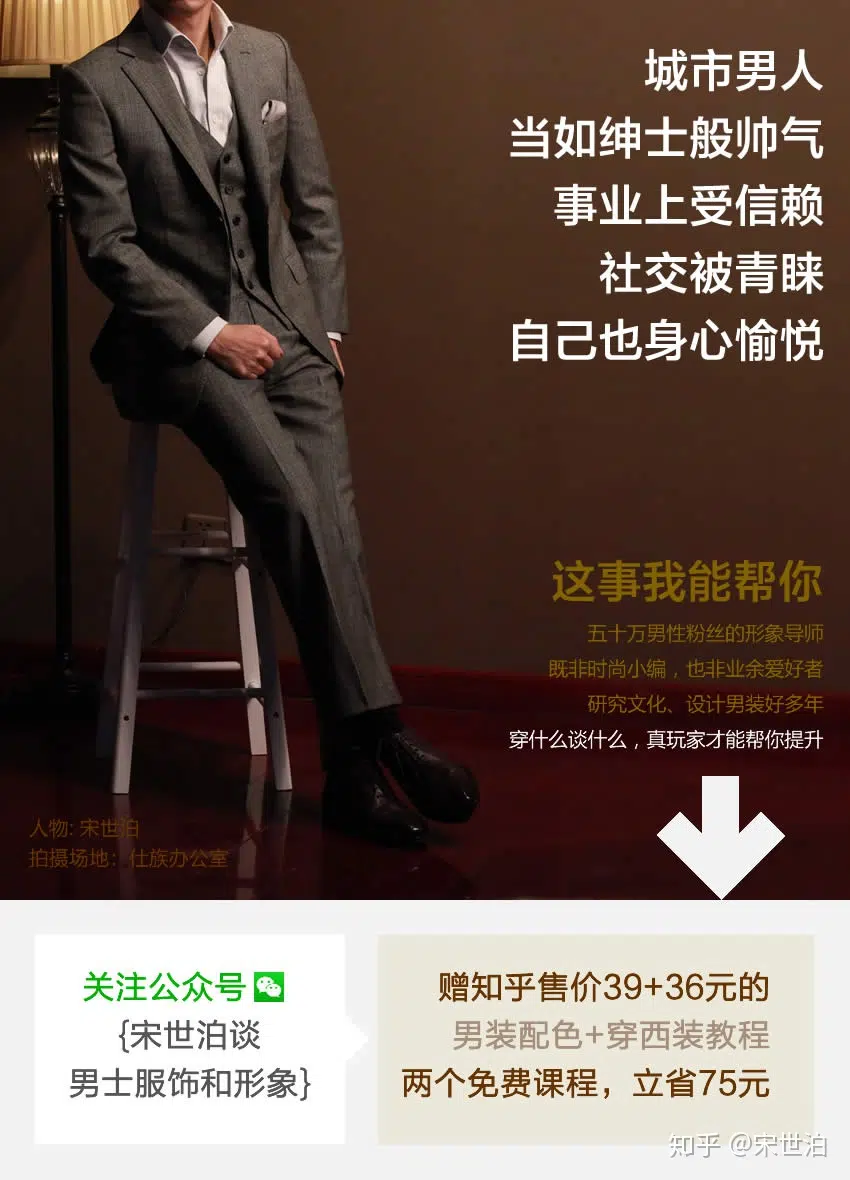 城市男人
当如绅士般帅气
事业上受信赖
社交被青睐
自己也身心愉悦
这事我能帮你
五十万男性粉丝的形象导师
既非时尚小编，也非业余爱好者
研究文化、设计男装好多年
穿什么谈什么，真玩家才能帮你提升
人物: 宋世泊
拍摄场地：仕族办公室
关注公众号
{宋世泊谈
男士服饰和形象}
赠知乎售价39+36元的
男装配色+穿西装教程
两个免费课程，立省75元
知乎 @宋世泊